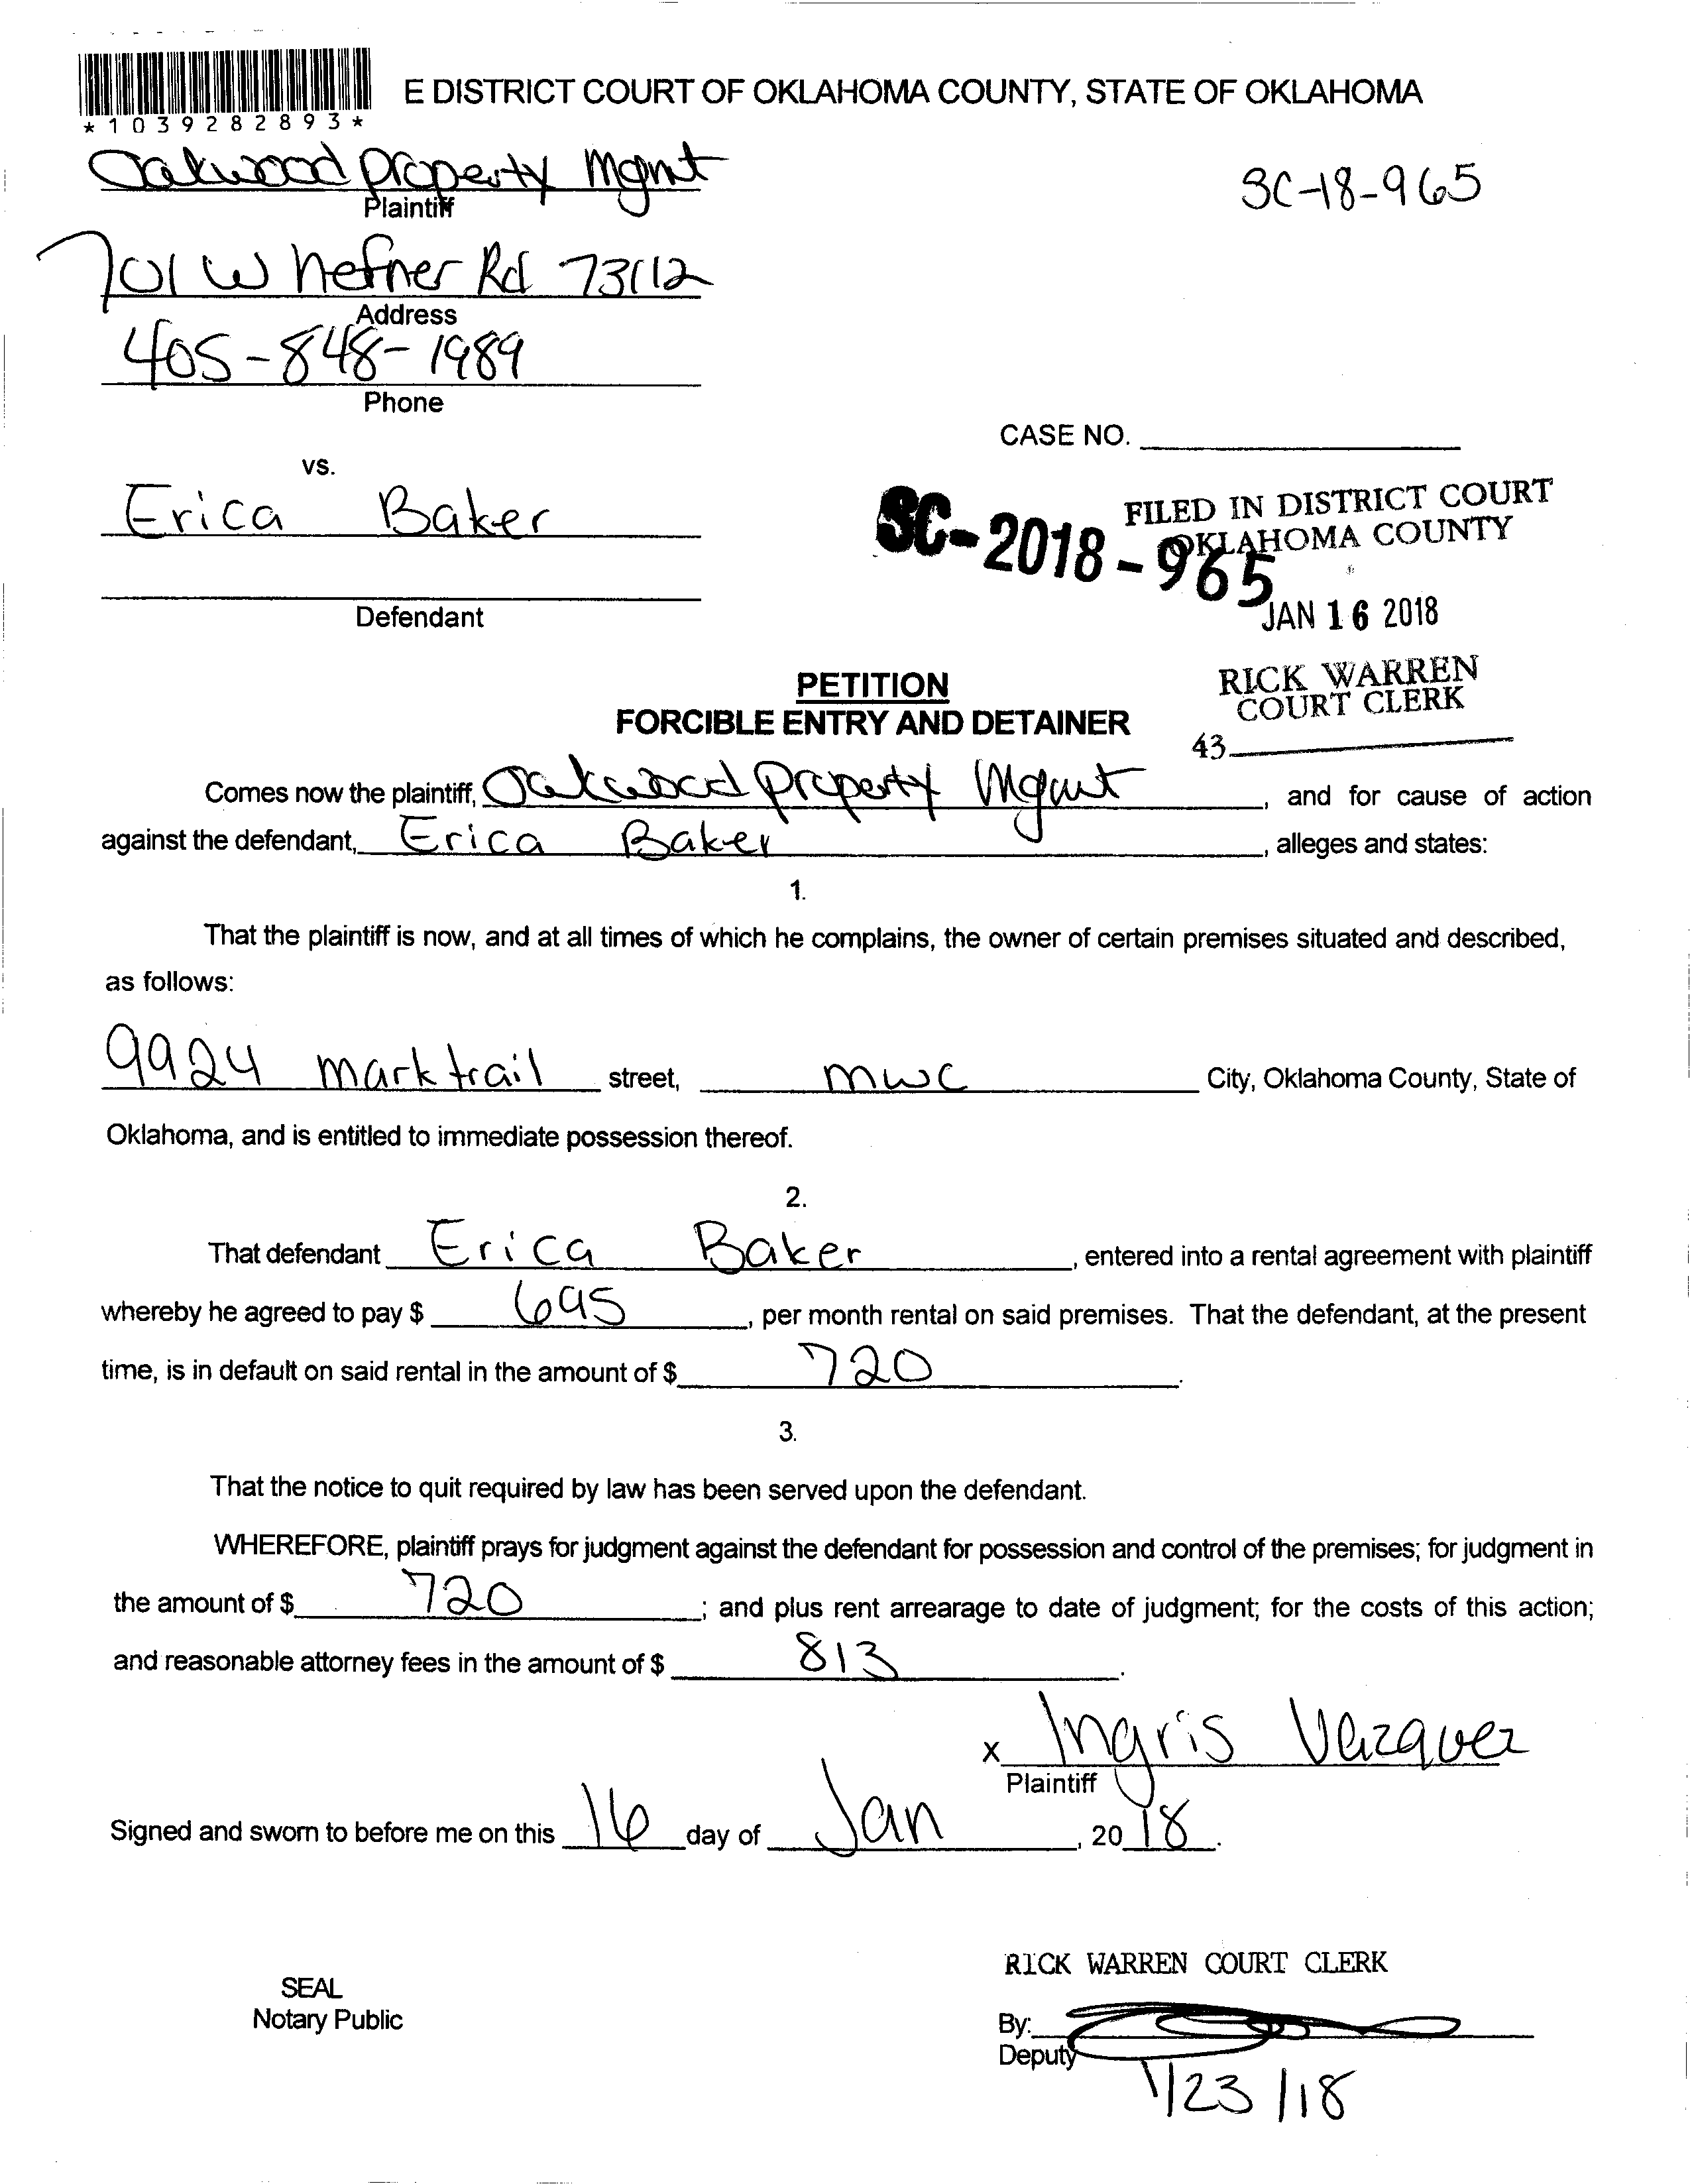 E DISTRICT COURT OF OKLAHOMA COUNTY, STATE OF OKLAHOMA
*1039282893*
Oakwood Property Mgmt
Plaintiff
SC-18-965
701 W hefner Rd 73112
Address
405-848-1989
Phone
CASE NO.
vs.
Erica Baker
Defendant
SC-2018-965
FILED IN DISTRICT COURT
OKLAHOMA COUNTY
JAN 16 2018
RICK WARREN
COURT CLERK
43
PETITION
FORCIBLE ENTRY AND DETAINER
Comes now the plaintiff, Oakwood Property Mgmt, and for cause of action
against the defendant, Erica Baker, alleges and states:
1.
That the plaintiff is now, and at all times of which he complains, the owner of certain premises situated and described,
as follows:
9924 marktrail street, mwc City, Oklahoma County, State of
Oklahoma, and is entitled to immediate possession thereof.
2.
That defendant Erica Baker, entered into a rental agreement with plaintiff
whereby he agreed to pay $ 695, per month rental on said premises. That the defendant, at the present
time, is in default on said rental in the amount of $ 720.
3.
That the notice to quit required by law has been served upon the defendant.
WHEREFORE, plaintiff prays for judgment against the defendant for possession and control of the premises; for judgment in
the amount of $ 720; and plus rent arrearage to date of judgment; for the costs of this action;
and reasonable attorney fees in the amount of $ 813.
x Ingris Vazquez
Plaintiff
Signed and sworn to before me on this 16 day of Jan, 2018.
RICK WARREN COURT CLERK
SEAL
Notary Public
By:
Deputy
1/23/18